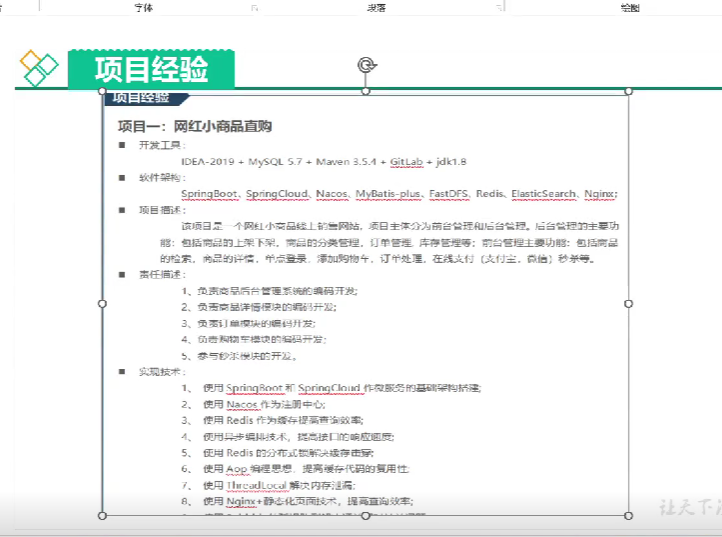 字体
段落
绘图
项目经验
项目经验
项目一：网红小商品直购
■ 开发工具：
IDEA-2019 + MySQL 5.7 + Maven 3.5.4 + GitLab + jdk1.8
■ 软件架构：
SpringBoot、SpringCloud、Nacos、MyBatis-plus、FastDFS、Redis、ElasticSearch、Nginx;
■ 项目描述：
该项目是一个网红小商品线上销售网站，项目主体分为前台管理和后台管理。后台管理的主要功
能：包括商品的上架下架，商品的分类管理，订单管理，库存管理等；前台管理主要功能：包括商品
的检索，商品的详情，单点登录，添加购物车，订单处理，在线支付（支付宝，微信）秒杀等。
■ 责任描述：
1、负责商品后台管理系统的编码开发;
2、负责商品详情模块的编码开发;
3、负责订单模块的编码开发;
4、负责购物车模块的编码开发;
5、参与秒杀模块的开发。
■ 实现技术：
1、 使用 SpringBoot 和 SpringCloud 作微服务的基础架构搭建;
2、 使用 Nacos 作为注册中心;
3、 使用 Redis 作为缓存提高查询效率;
4、 使用异步编排技术，提高接口的响应速度;
5、 使用 Redis 的分布式锁解决缓存击穿;
6、 使用 Aop 编程思想，提高缓存代码的复用性;
7、 使用 ThreadLocal 解决内存泄漏;
8、 使用 Nginx+静态化页面技术，提高查询效率;
让天下